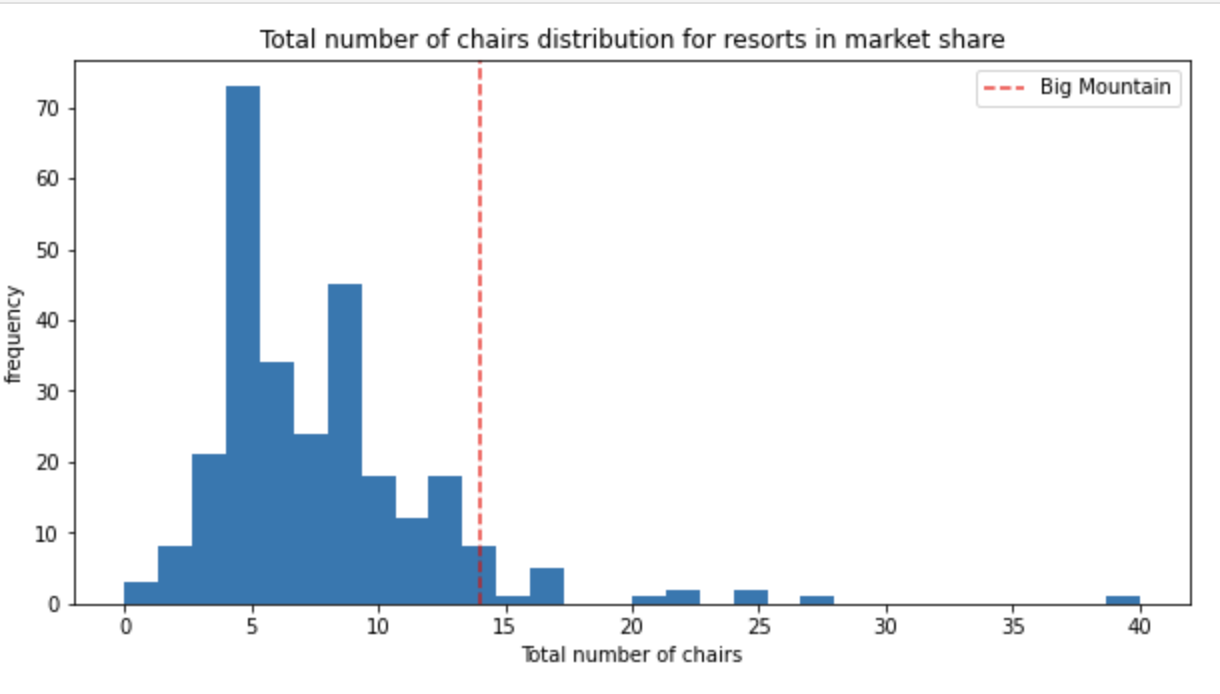 Total number of chairs distribution for resorts in market share
Big Mountain
70
60
50
40
30
20
10
0
frequency
0 5 10 15 20 25 30 35 40
Total number of chairs